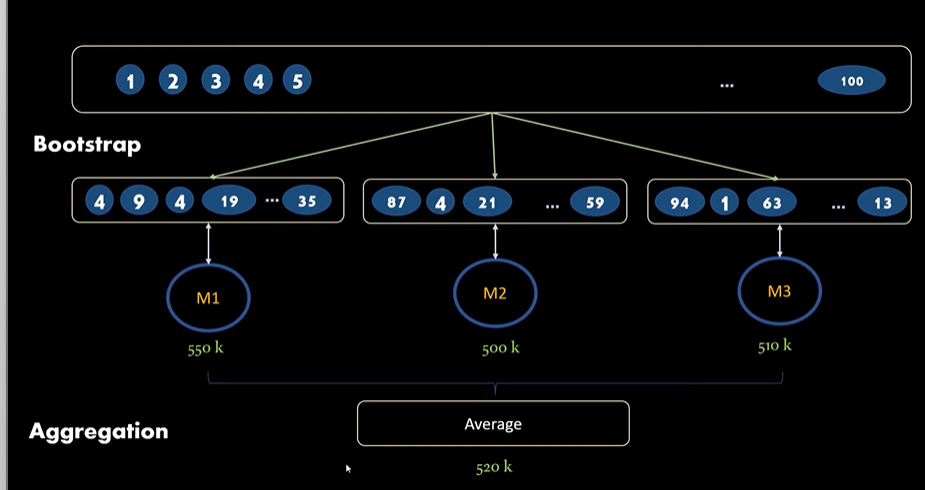 1 2 3 4 5 ... 100
Bootstrap
4 9 4 19 ... 35 87 4 21 ... 59 94 1 63 ... 13
M1 M2 M3
550 k 500 k 510 k
Average
Aggregation
520 k